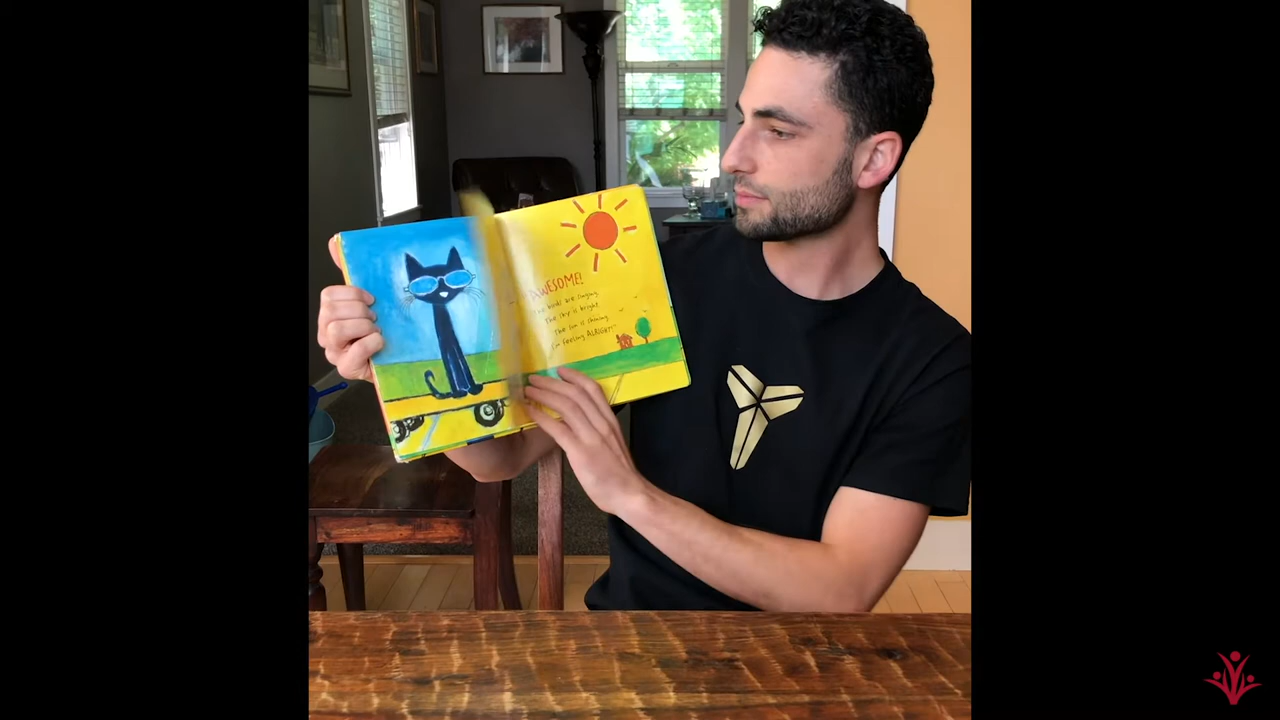 AWESOME!
The birds are singing.
The sky is bright.
The sun is shining.
I'm feeling ALRIGHT!"